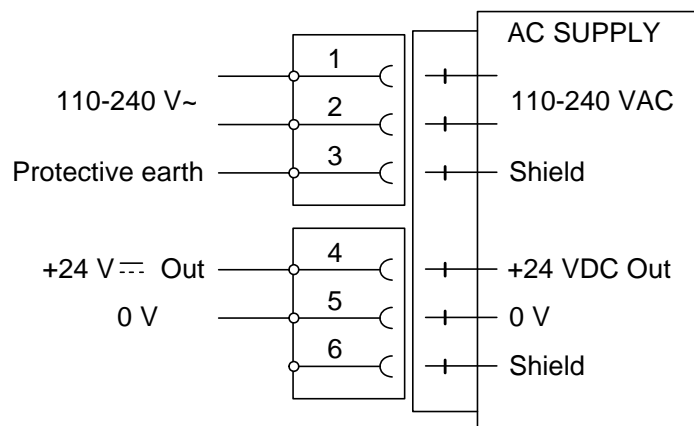 AC SUPPLY
1
110-240 V~
110-240 VAC
2
3
Protective earth
Shield
4
+24 V ⎓ Out
+24 VDC Out
5
0 V
0 V
6
Shield